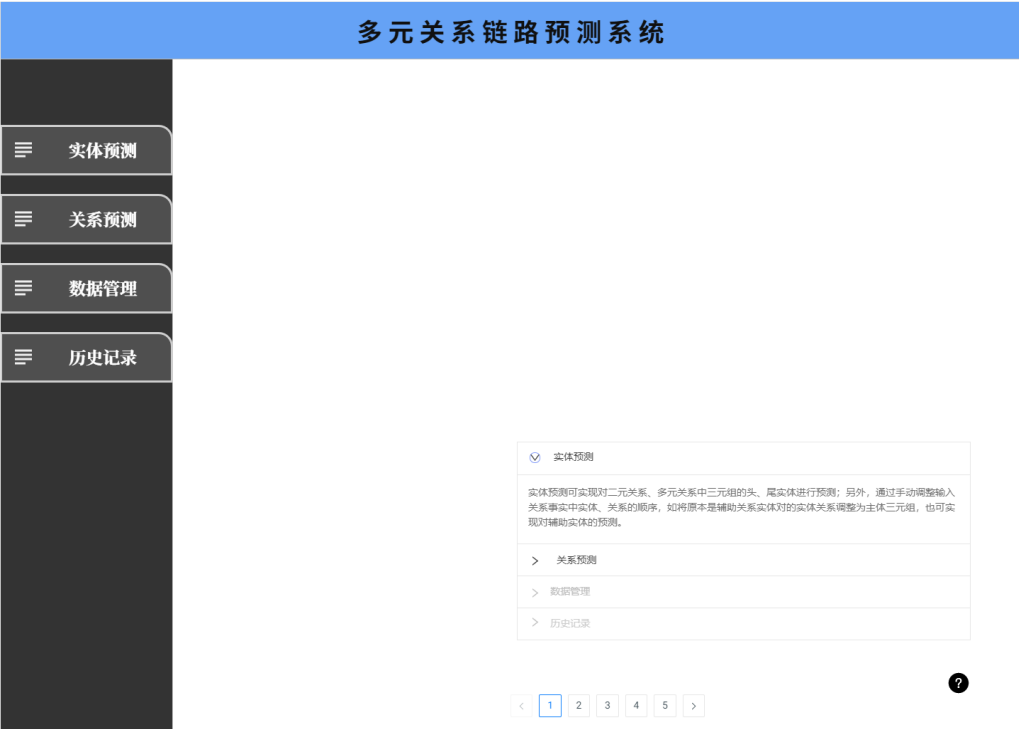 多元关系链路预测系统
实体预测
关系预测
数据管理
历史记录
实体预测
实体预测可实现对二元关系、多元关系中三元组的头、尾实体进行预测；另外，通过手动调整输入
关系事实中实体、关系的顺序，如将原本是辅助关系实体对的实体关系调整为主体三元组，也可实
现对辅助实体的预测。
关系预测
数据管理
历史记录
?
1 2 3 4 5